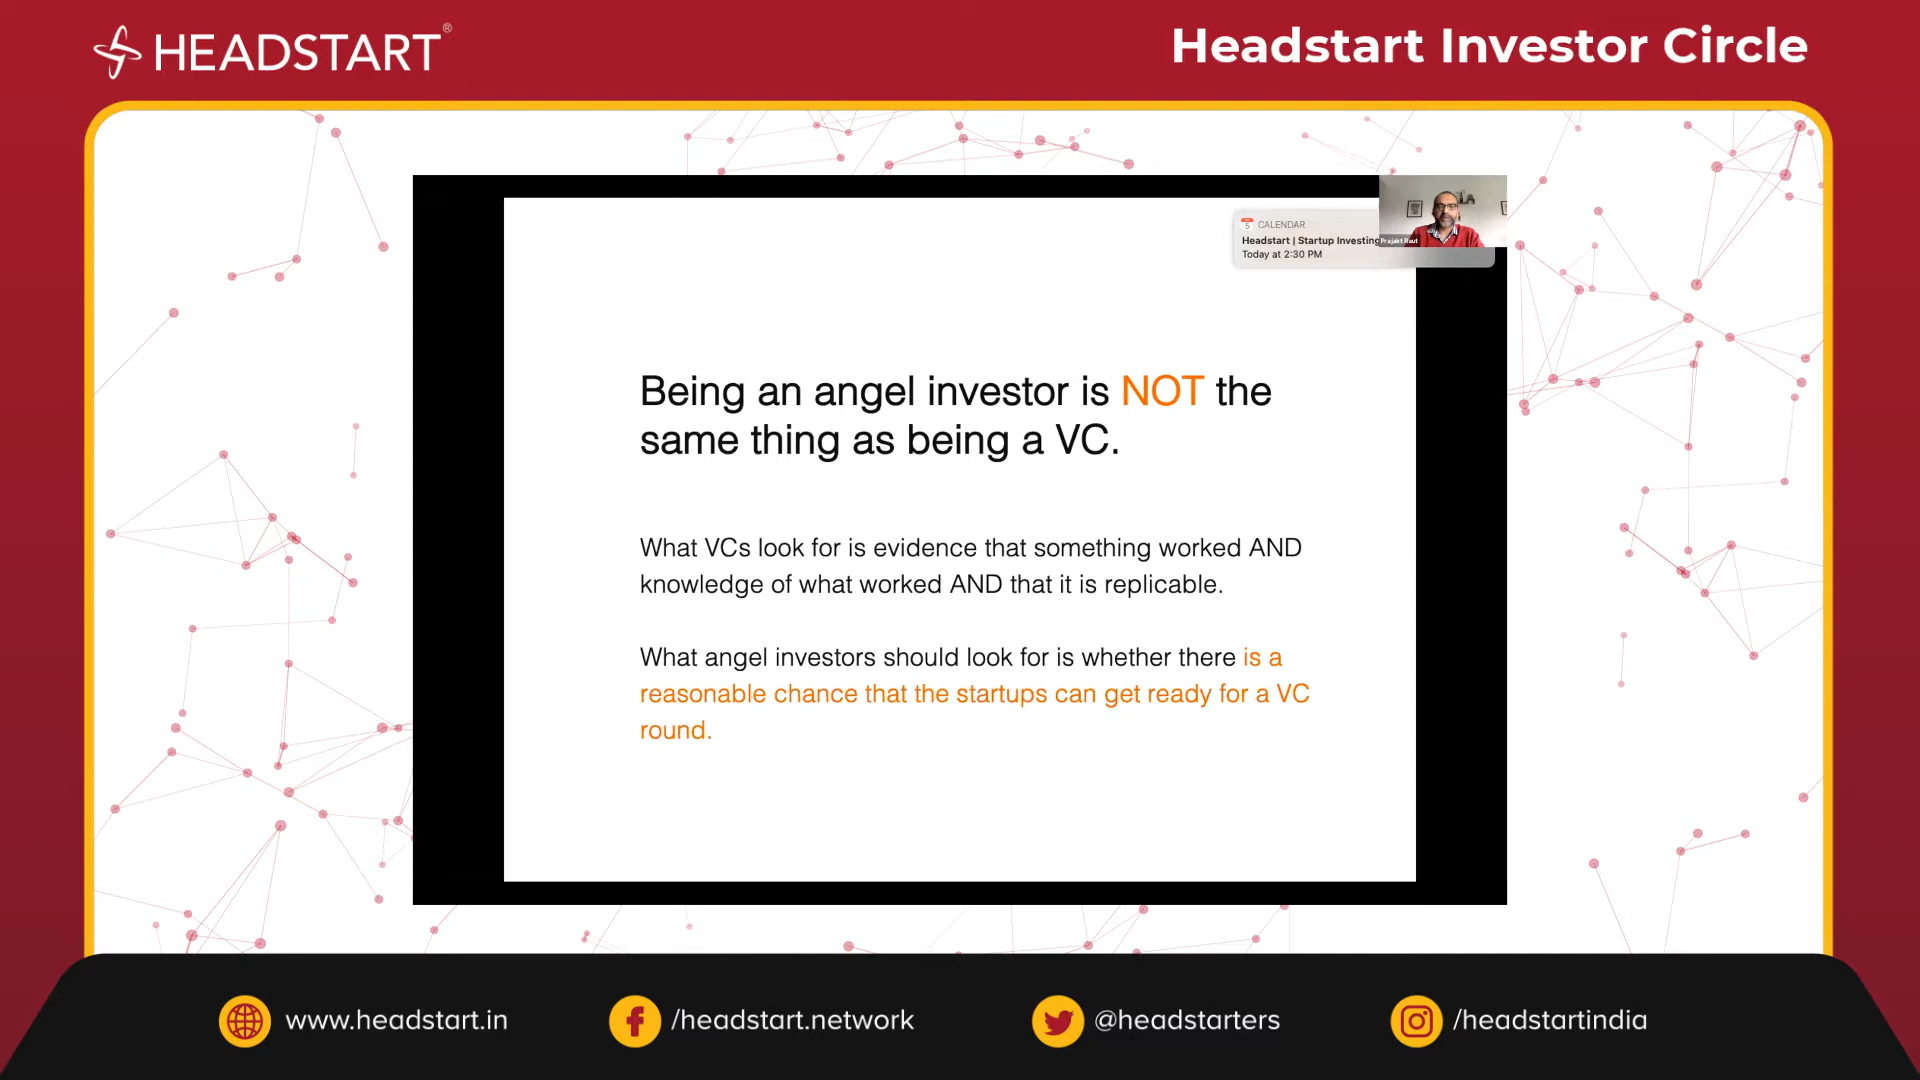 HEADSTART®
Headstart Investor Circle
5
CALENDAR
Headstart | Startup Investing
Today at 2:30 PM
Prajakt Raut
Being an angel investor is NOT the
same thing as being a VC.
What VCs look for is evidence that something worked AND
knowledge of what worked AND that it is replicable.
What angel investors should look for is whether there is a
reasonable chance that the startups can get ready for a VC
round.
www.headstart.in
/headstart.network
@headstarters
/headstartindia